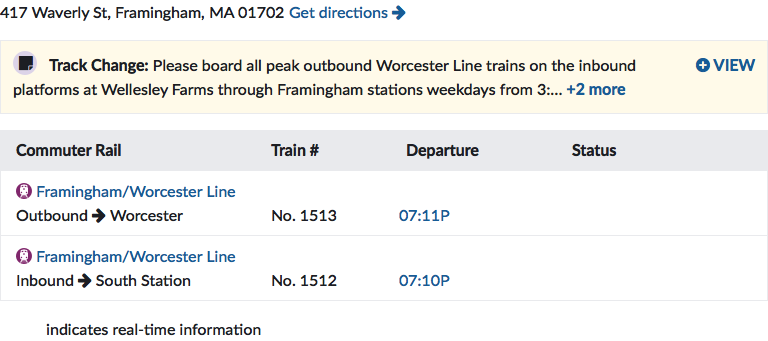 417 Waverly St, Framingham, MA 01702 Get directions
Track Change: Please board all peak outbound Worcester Line trains on the inbound
platforms at Wellesley Farms through Framingham stations weekdays from 3:... +2 more
VIEW
Commuter Rail Train # Departure Status
Framingham/Worcester Line
Outbound → Worcester No. 1513 07:11P
Framingham/Worcester Line
Inbound → South Station No. 1512 07:10P
indicates real-time information